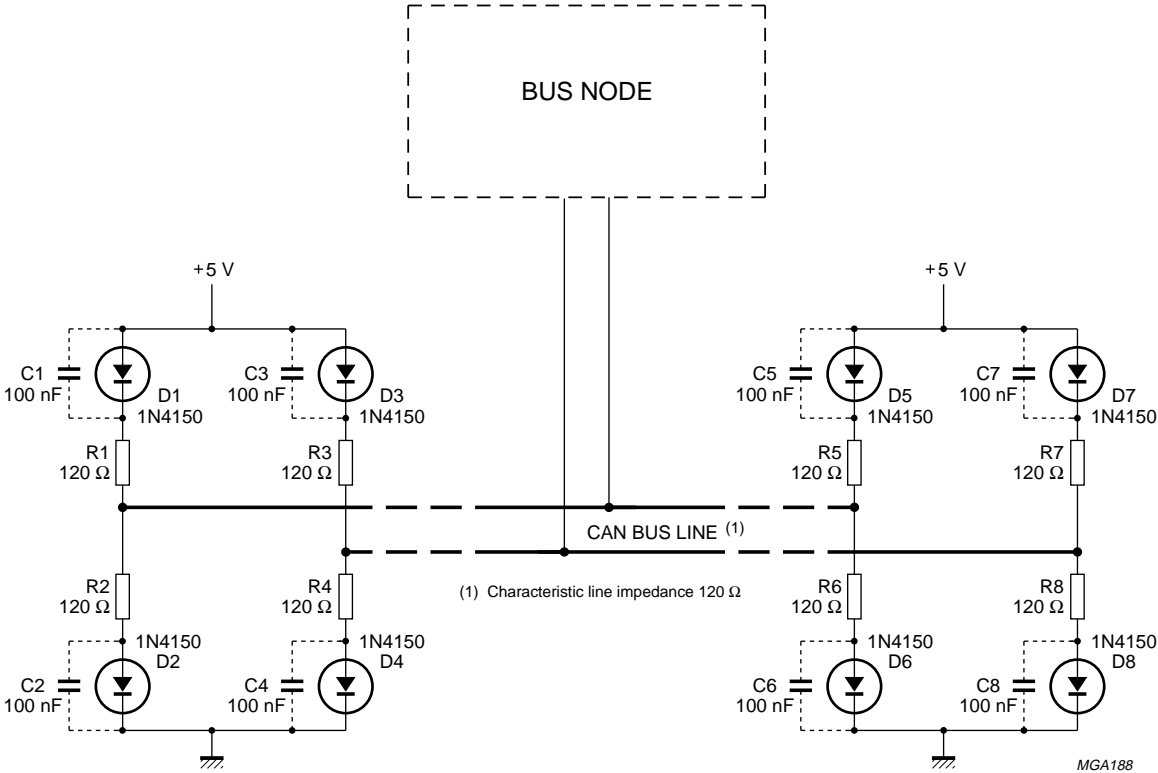 BUS NODE
+5 V
+5 V
C1
100 nF
D1
1N4150
C3
100 nF
D3
1N4150
C5
100 nF
D5
1N4150
C7
100 nF
D7
1N4150
R1
120 Ω
R3
120 Ω
R5
120 Ω
R7
120 Ω
CAN BUS LINE (1)
R2
120 Ω
R4
120 Ω
(1) Characteristic line impedance 120 Ω
R6
120 Ω
R8
120 Ω
1N4150
D2
C2
100 nF
1N4150
D4
C4
100 nF
1N4150
D6
C6
100 nF
1N4150
D8
C8
100 nF
MGA188